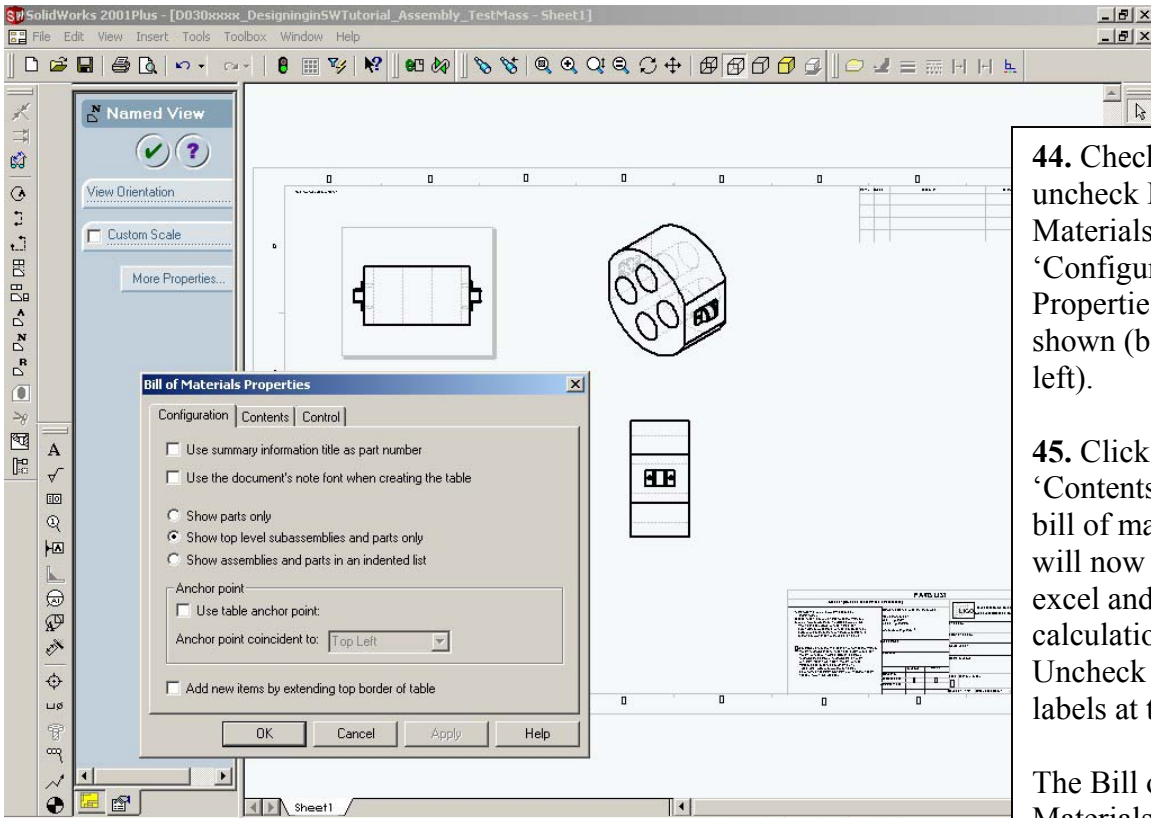 SolidWorks 2001Plus - [D030xxxx_DesigninginSWTutorial_Assembly_TestMass - Sheet1]
File Edit View Insert Tools Toolbox Window Help
Named View
View Orientation
Custom Scale
More Properties...
Bill of Materials Properties
Configuration Contents Control
Use summary information title as part number
Use the document's note font when creating the table
Show parts only
Show top level subassemblies and parts only
Show assemblies and parts in an indented list
Anchor point
Use table anchor point:
Anchor point coincident to: Top Left
Add new items by extending top border of table
OK Cancel Apply Help
PARTS LIST
LIGO
Sheet1
44. Check
uncheck
Materials
‘Configur
Propertie
shown (b
left).
45. Click
‘Contents
bill of ma
will now
excel and
calculatio
Uncheck
labels at t
The Bill o
Materials